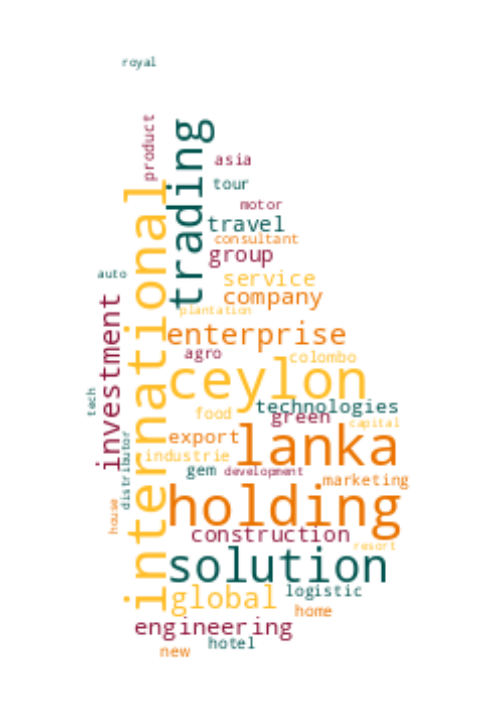 royal
product
trading
asia
tour
motor
travel
consultant
group
international
auto
service
company
plantation
investment
enterprise
agro
colombo
ceylon
tech
technologies
food
green
capital
export
lanka
distributor
industrie
gem
development
marketing
holding
house
construction
resort
solution
logistic
global
home
engineering
hotel
new